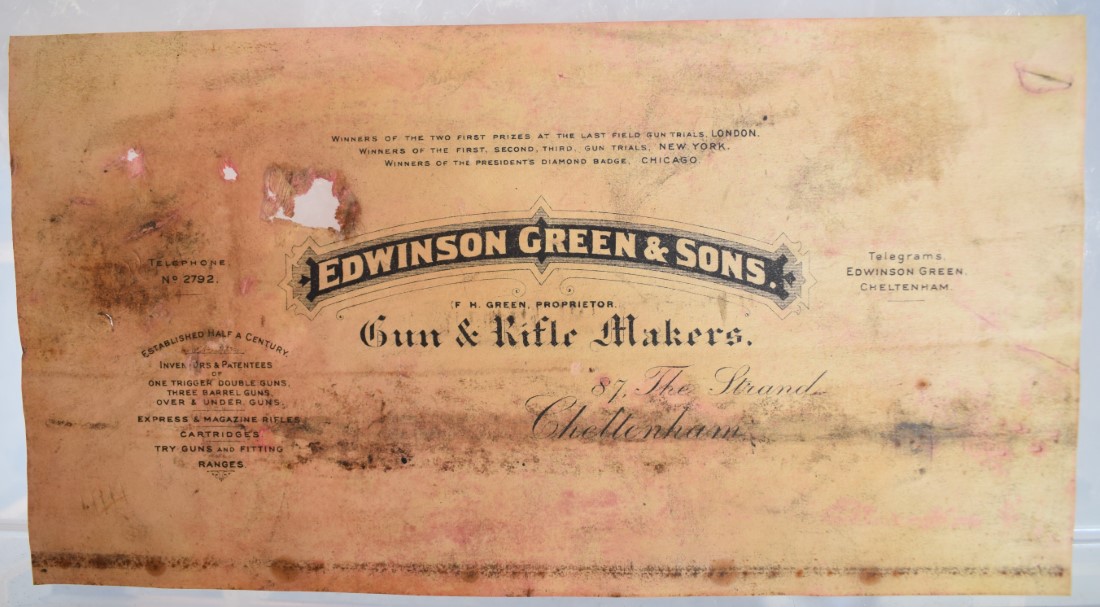 WINNERS OF THE TWO FIRST PRIZES AT THE LAST FIELD GUN TRIALS, LONDON.
WINNERS OF THE FIRST, SECOND, THIRD, GUN TRIALS, NEW YORK.
WINNERS OF THE PRESIDENT'S DIAMOND BADGE, CHICAGO
EDWINSON GREEN & SONS.
F. H. GREEN, PROPRIETOR.
Gun & Rifle Makers.
87, The Strand,
Cheltenham
TELEPHONE,
No 2792.
ESTABLISHED HALF A CENTURY.
INVENTORS & PATENTEES
OF
ONE TRIGGER DOUBLE GUNS,
THREE BARREL GUNS,
OVER & UNDER GUNS,
EXPRESS & MAGAZINE RIFLES
CARTRIDGES
TRY GUNS AND FITTING
RANGES.
Telegrams,
EDWINSON GREEN,
CHELTENHAM.